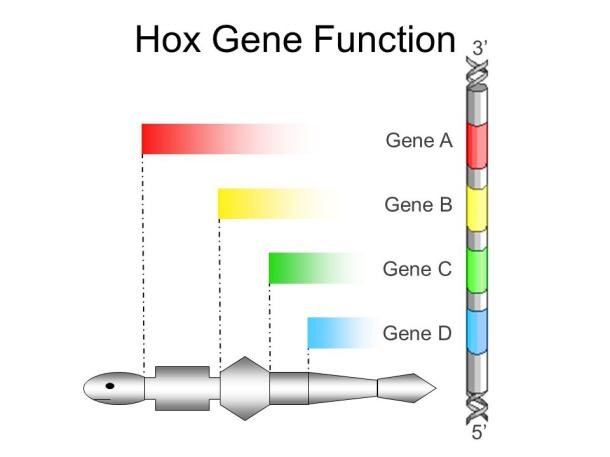 Hox Gene Function
3’
Gene A
Gene B
Gene C
Gene D
5’